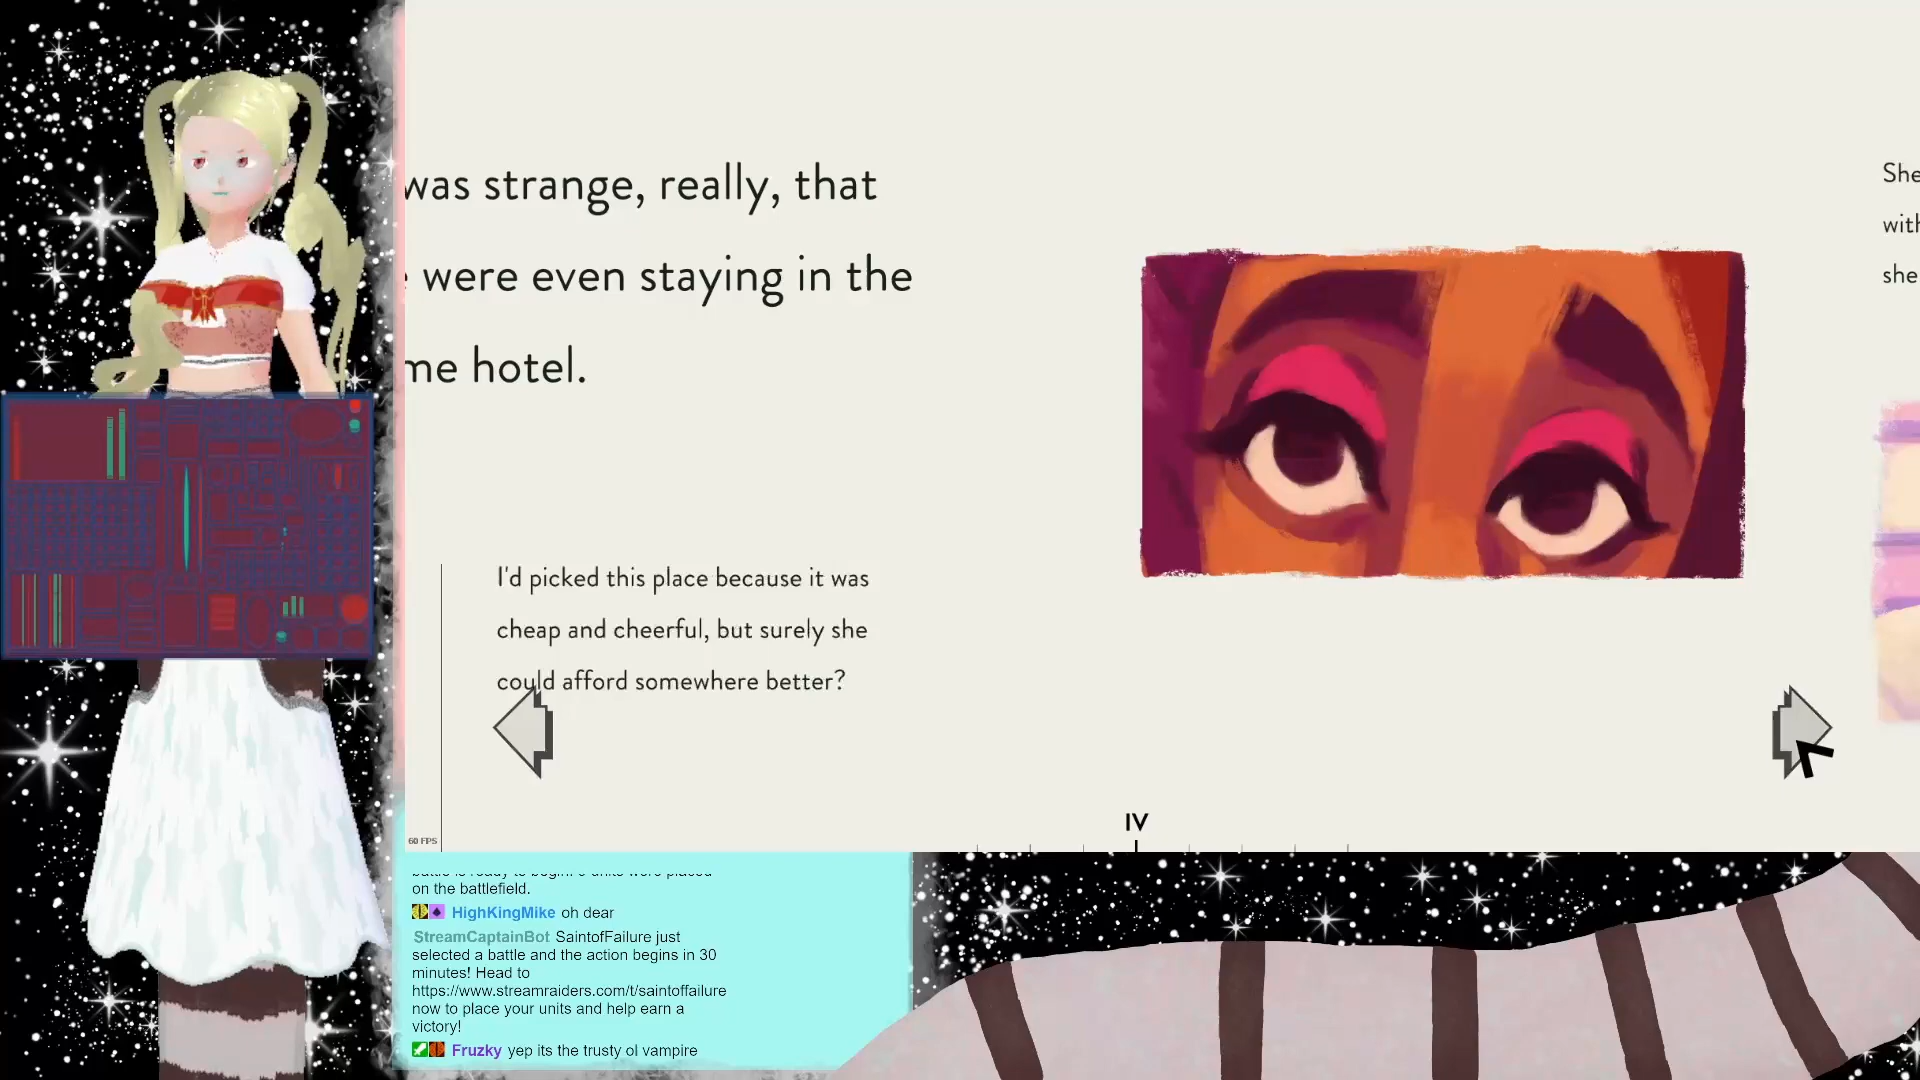 was strange, really, that
were even staying in the
me hotel.
I'd picked this place because it was
cheap and cheerful, but surely she
could afford somewhere better?
She
with
she
IV
60 FPS
on the battlefield.
HighKingMike oh dear
StreamCaptainBot SaintofFailure just
selected a battle and the action begins in 30
minutes! Head to
https://www.streamraiders.com/t/saintoffailure
now to place your units and help earn a
victory!
Fruzky yep its the trusty ol vampire